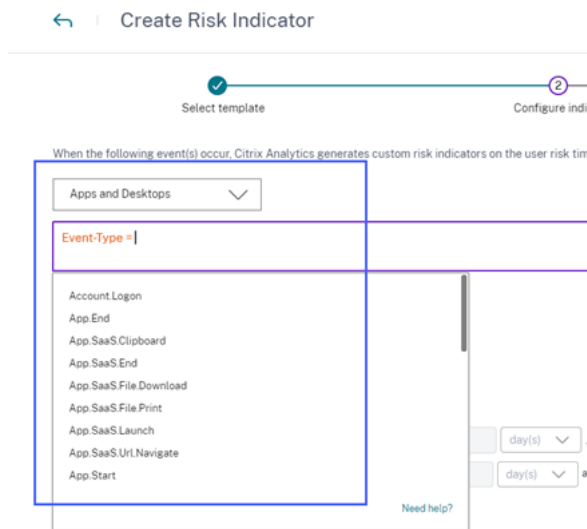 Create Risk Indicator
2
Select template
Configure
When the following event(s) occur, Citrix Analytics generates custom risk indicators on the user risk
Apps and Desktops
Event-Type =
Account.Logon
App.End
App.SaaS.Clipboard
App.SaaS.End
App.SaaS.File.Download
App.SaaS.File.Print
App.SaaS.Launch
App.SaaS.Url.Navigate
App.Start
day(s)
day(s)
Need help?